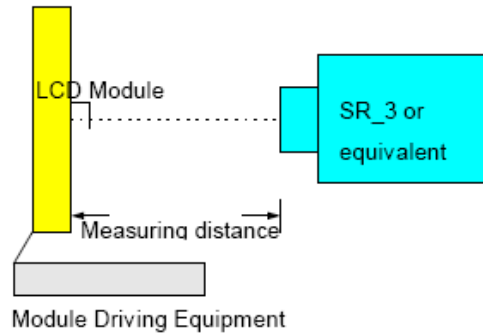 LCD Module
SR_3 or
equivalent
Measuring distance
Module Driving Equipment